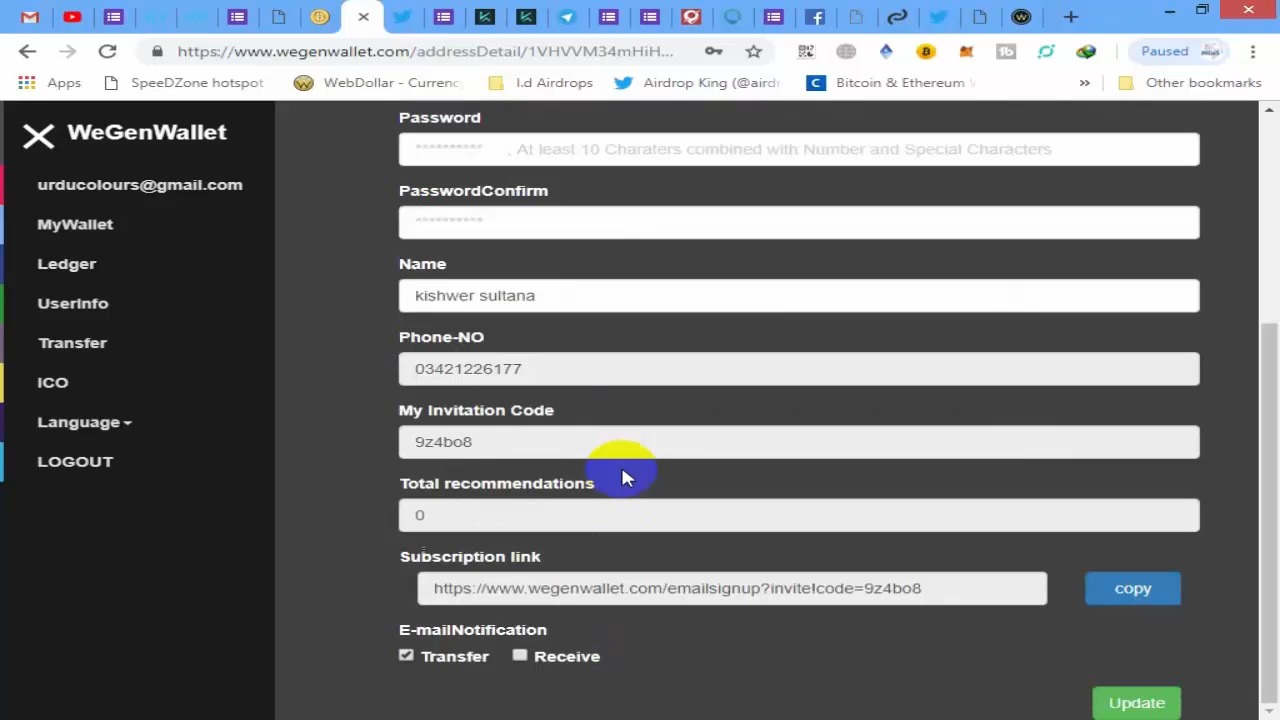 https://www.wegenwallet.com/addressDetail/1VHVVM34mHiH...
Paused
Apps
SpeeDZone hotspot
WebDollar - Currenc
I.d Airdrops
Airdrop King (@aird
Bitcoin & Ethereum
»
Other bookmarks
WeGenWallet
urducolours@gmail.com
MyWallet
Ledger
UserInfo
Transfer
ICO
Language
LOGOUT
Password
********** , At least 10 Charaters combined with Number and Special Characters
PasswordConfirm
**********
Name
kishwer sultana
Phone-NO
03421226177
My Invitation Code
9z4bo8
Total recommendations
0
Subscription link
https://www.wegenwallet.com/emailsignup?invite!code=9z4bo8
copy
E-mailNotification
Transfer
Receive
Update